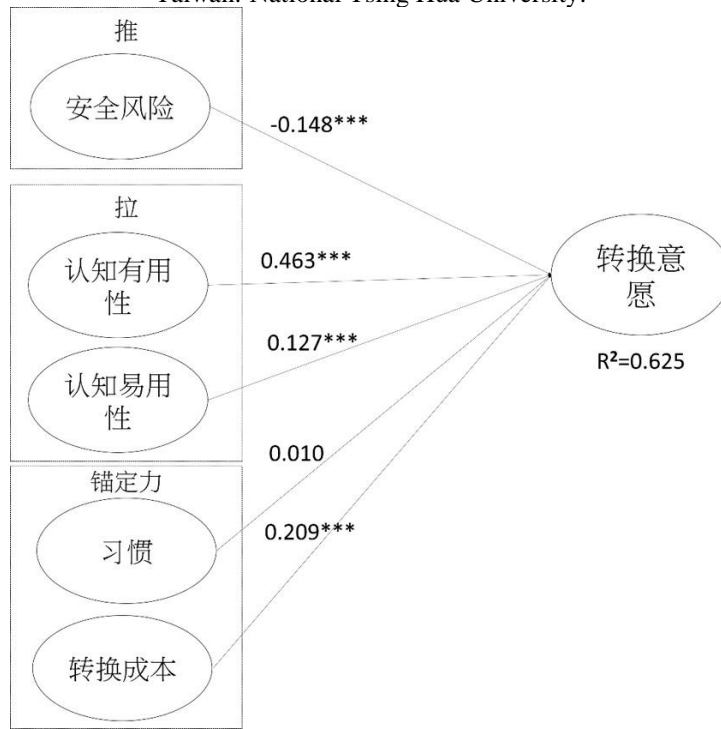 Taiwan: National Tsing Hua University.
推
安全风险
-0.148***
拉
认知有用
性
0.463***
认知易用
性
0.127***
转换意
愿
R²=0.625
锚定力
习惯
0.010
转换成本
0.209***